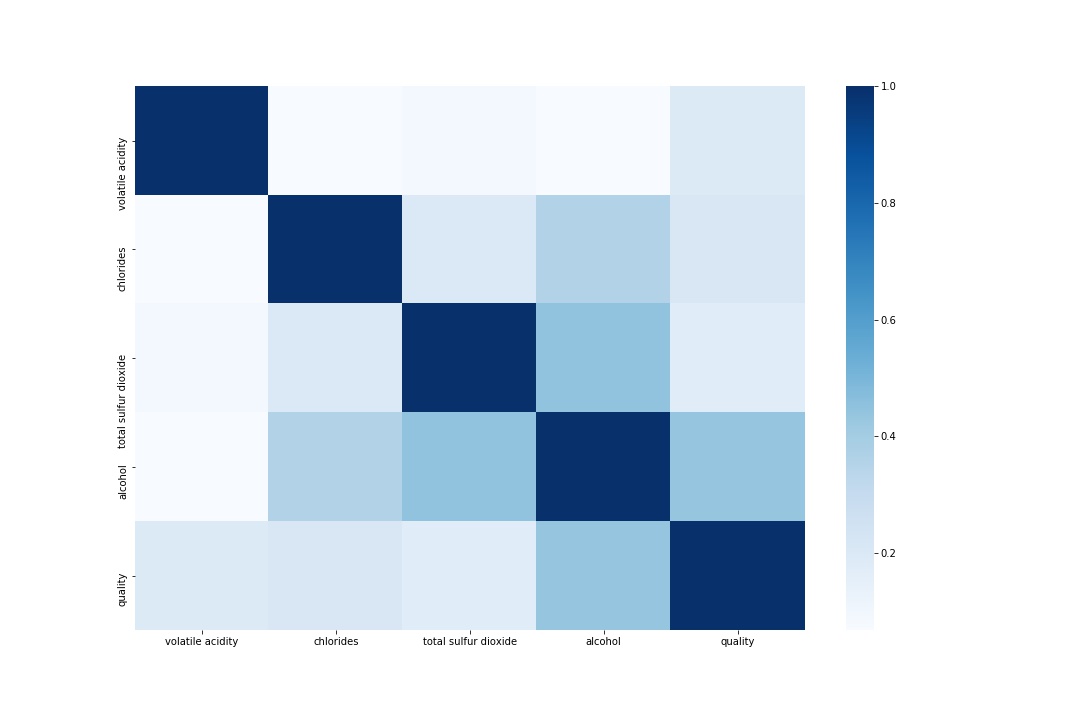 volatile acidity
chlorides
total sulfur dioxide
alcohol
quality
volatile acidity
chlorides
total sulfur dioxide
alcohol
quality
1.0
0.8
0.6
0.4
0.2